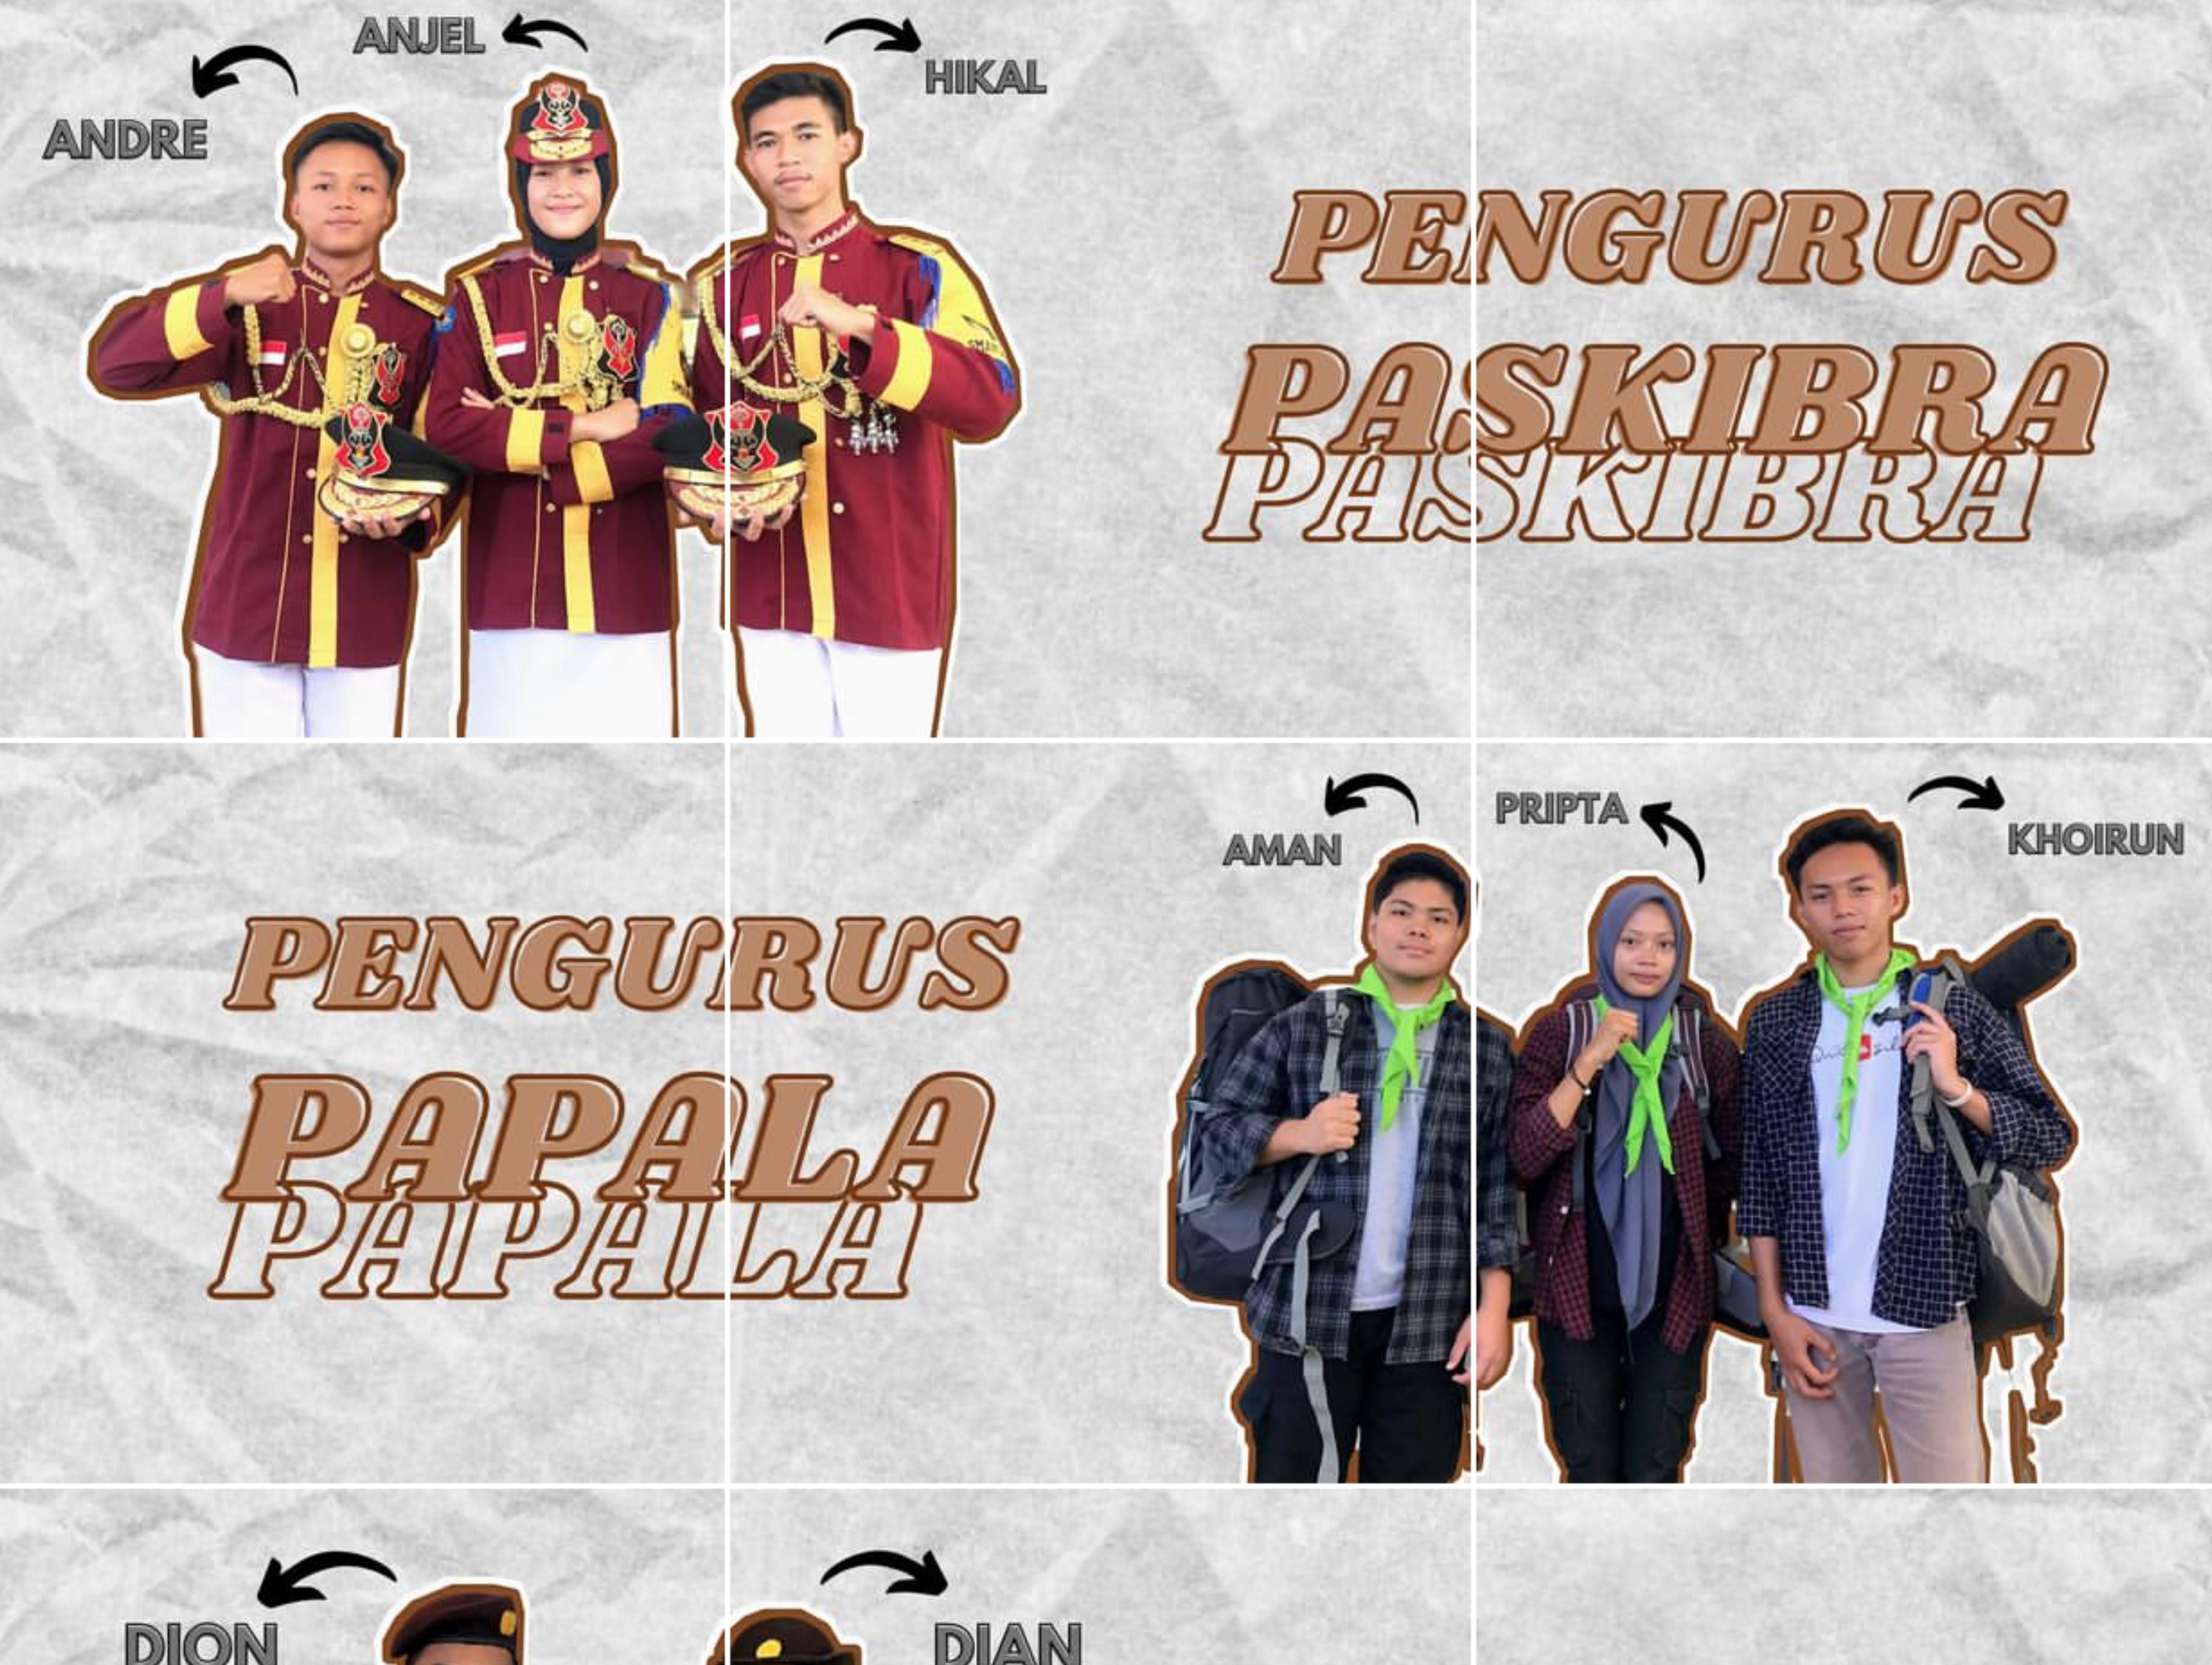 ANJEL
HIKAL
ANDRE
PENGURUS
PASKIBRA
PASKIBRA
PRIPTA
AMAN
KHOIRUN
PENGURUS
PAPALA
PAPALA
DION
DIAN